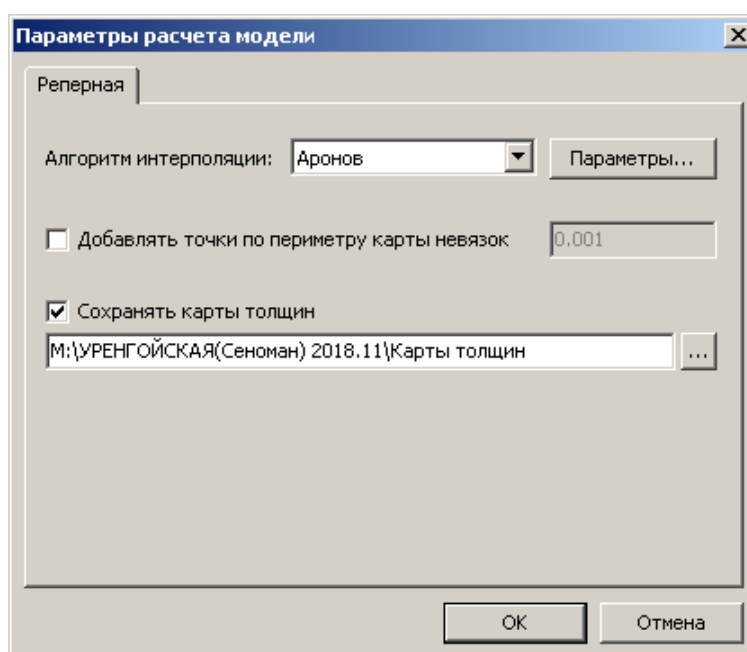 Параметры расчета модели
Реперная
Алгоритм интерполяции: Аронов Параметры...
Добавлять точки по периметру карты невязок 0.001
Сохранять карты толщин
М:\УРЕНГОЙСКАЯ(Сеноман) 2018.11\Карты толщин ...
ОК Отмена